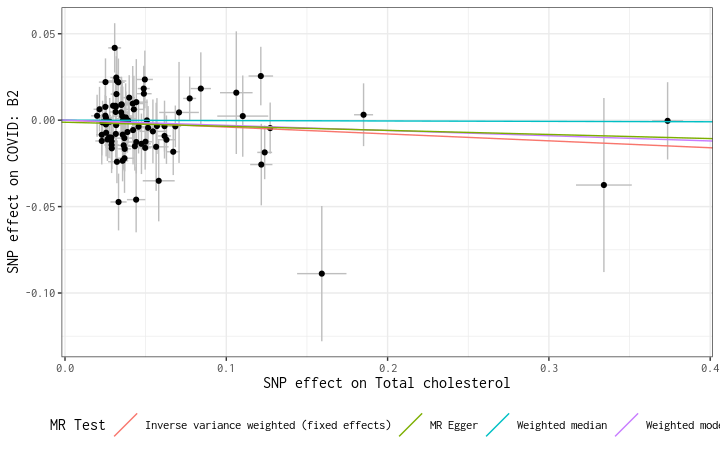 0.05
0.00
-0.05
-0.10
SNP effect on COVID: B2
0.0 0.1 0.2 0.3 0.4
SNP effect on Total cholesterol
MR Test Inverse variance weighted (fixed effects) MR Egger Weighted median Weighted mode